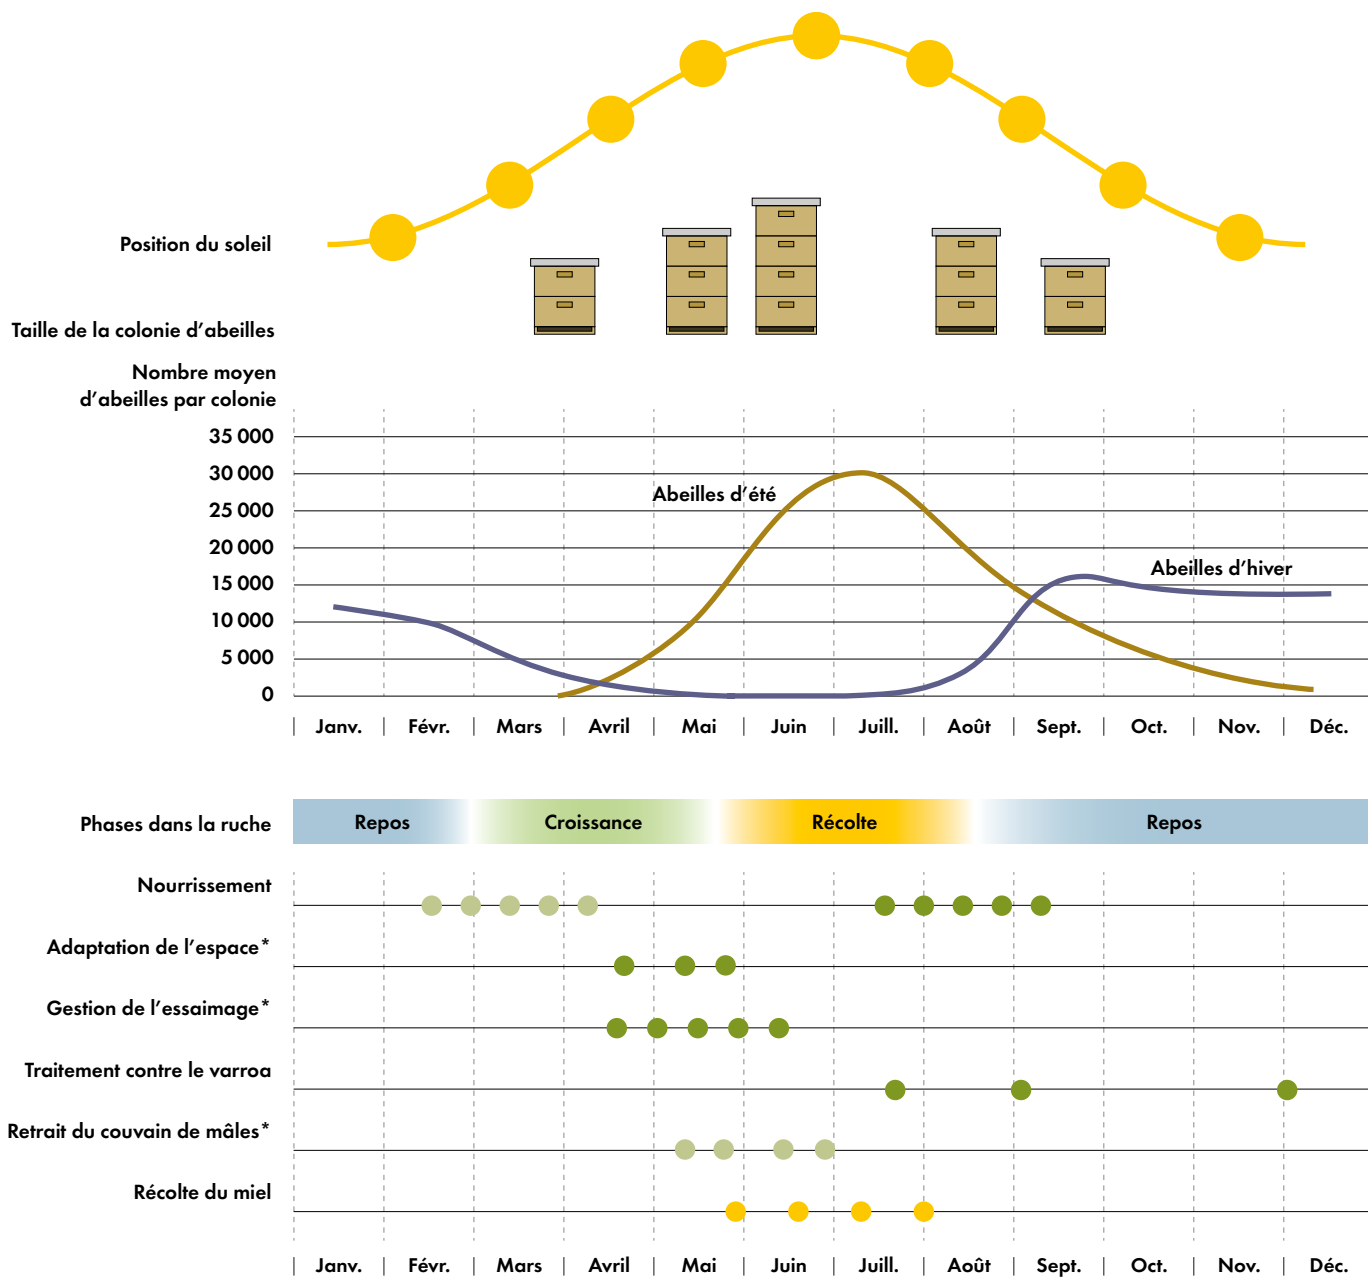 Position du soleil
Taille de la colonie d’abeilles
Nombre moyen
d’abeilles par colonie
35 000
30 000
25 000
20 000
15 000
10 000
5 000
0
Abeilles d’été
Abeilles d’hiver
Janv. | Févr. | Mars | Avril | Mai | Juin | Juill. | Août | Sept. | Oct. | Nov. | Déc.
Phases dans la ruche
Repos Croissance Récolte Repos
Nourrissement
Adaptation de l’espace*
Gestion de l’essaimage*
Traitement contre le varroa
Retrait du couvain de mâles*
Récolte du miel
Janv. | Févr. | Mars | Avril | Mai | Juin | Juill. | Août | Sept. | Oct. | Nov. | Déc.